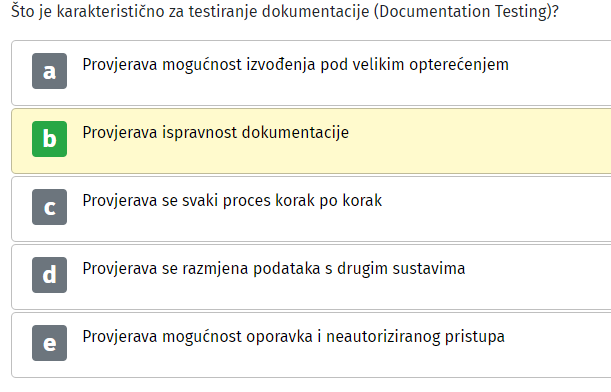 Što je karakteristično za testiranje dokumentacije (Documentation Testing)?
a Provjerava mogućnost izvođenja pod velikim opterećenjem
b Provjerava ispravnost dokumentacije
c Provjerava se svaki proces korak po korak
d Provjerava se razmjena podataka s drugim sustavima
e Provjerava mogućnost oporavka i neautoriziranog pristupa